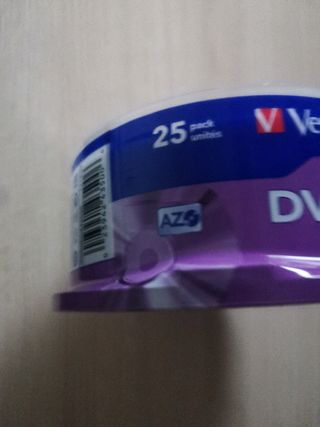 25 pack
unités
V Ve
AZO
DV